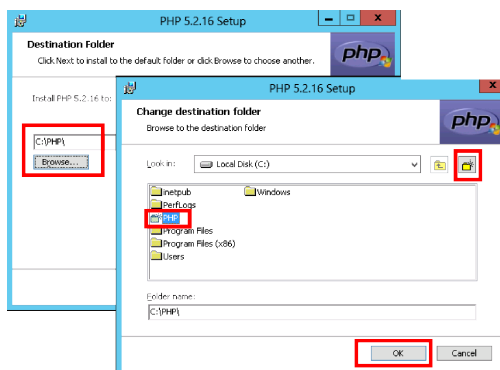 PHP 5.2.16 Setup
Destination Folder
Click Next to install to the default folder or click Browse to choose another.
php
Install PHP 5.2.16 to:
C:\PHP\
Browse...
PHP 5.2.16 Setup
Change destination folder
Browse to the destination folder
php
Look in:
Local Disk (C:)
inetpub
Windows
PerfLogs
PHP
Program Files
Program Files (x86)
Users
Folder name:
C:\PHP\
OK
Cancel